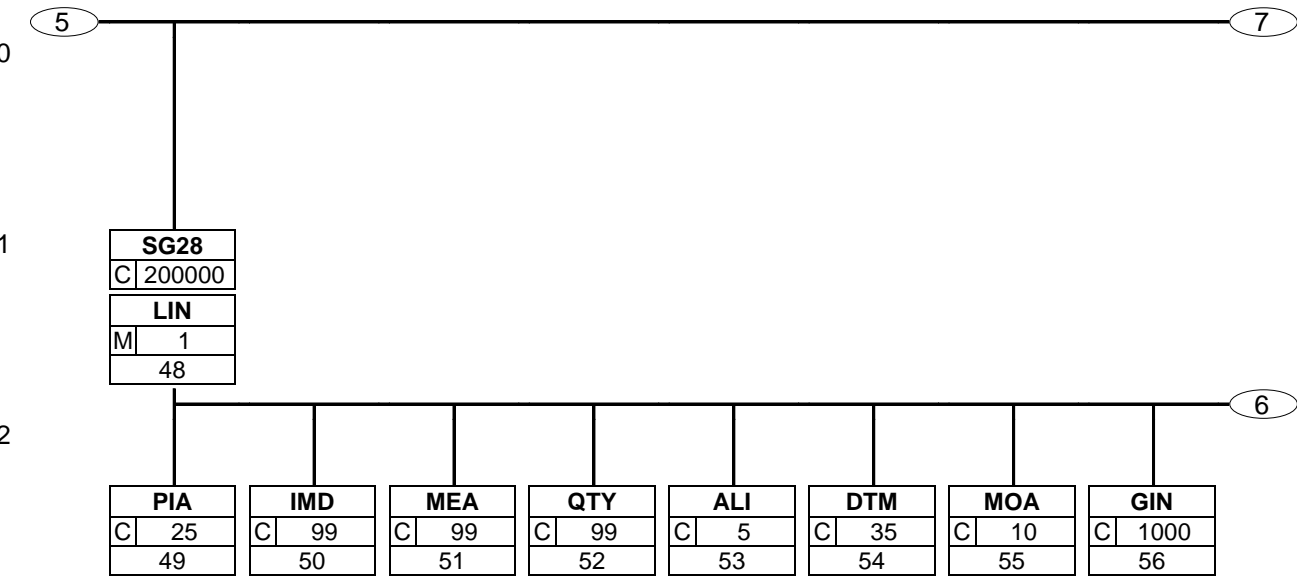 5 7
0
1
SG28
C 200000
LIN
M 1
48
6
2
PIA IMD MEA QTY ALI DTM MOA GIN
C 25 C 99 C 99 C 99 C 5 C 35 C 10 C 1000
49 50 51 52 53 54 55 56